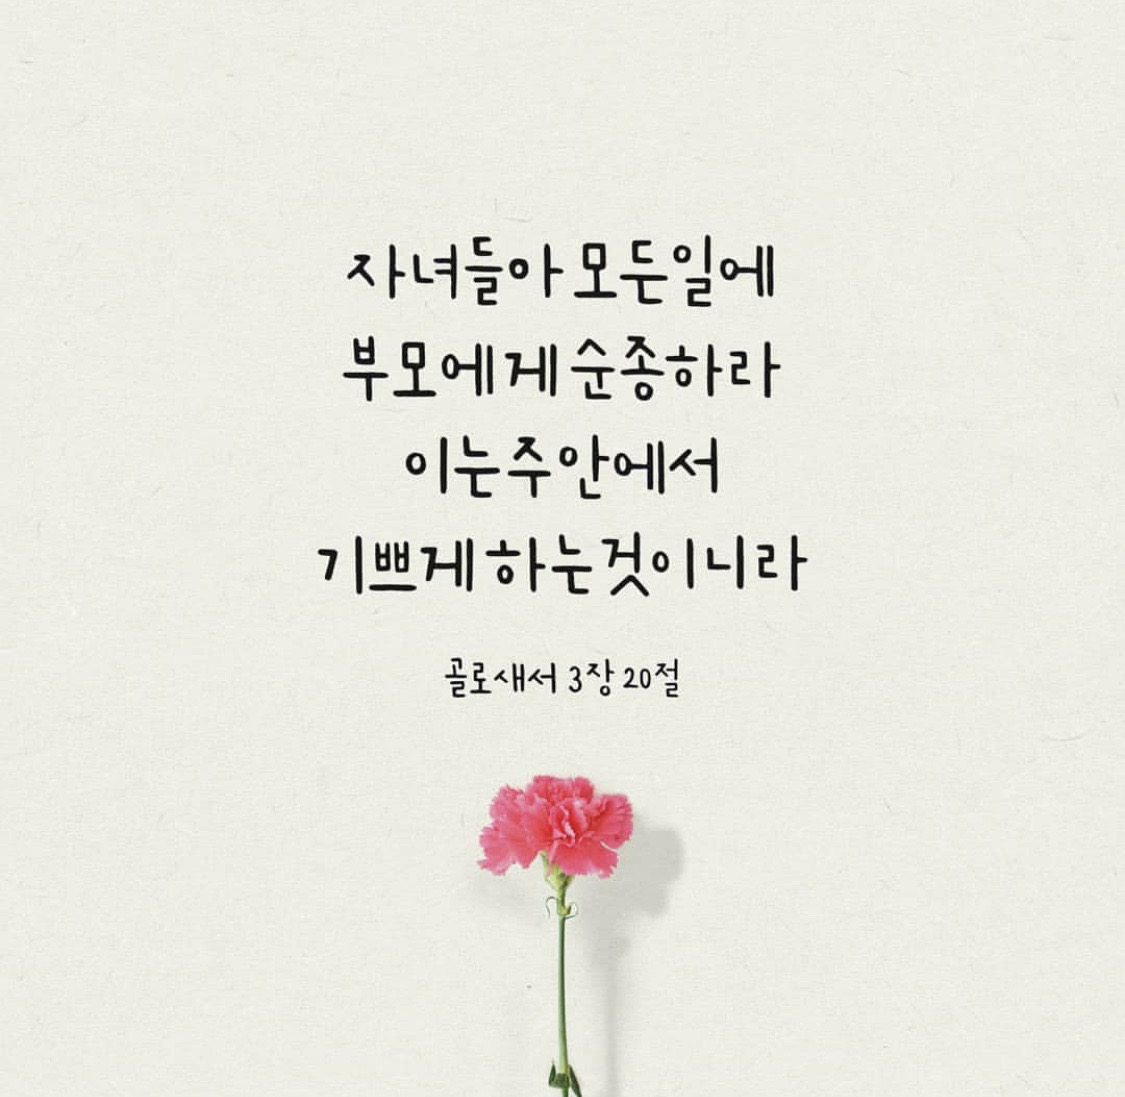 자녀들아 모든일에
부모에게 순종하라
이는 주 안에서
기쁘게 하는것이니라
골로새서 3장 20절